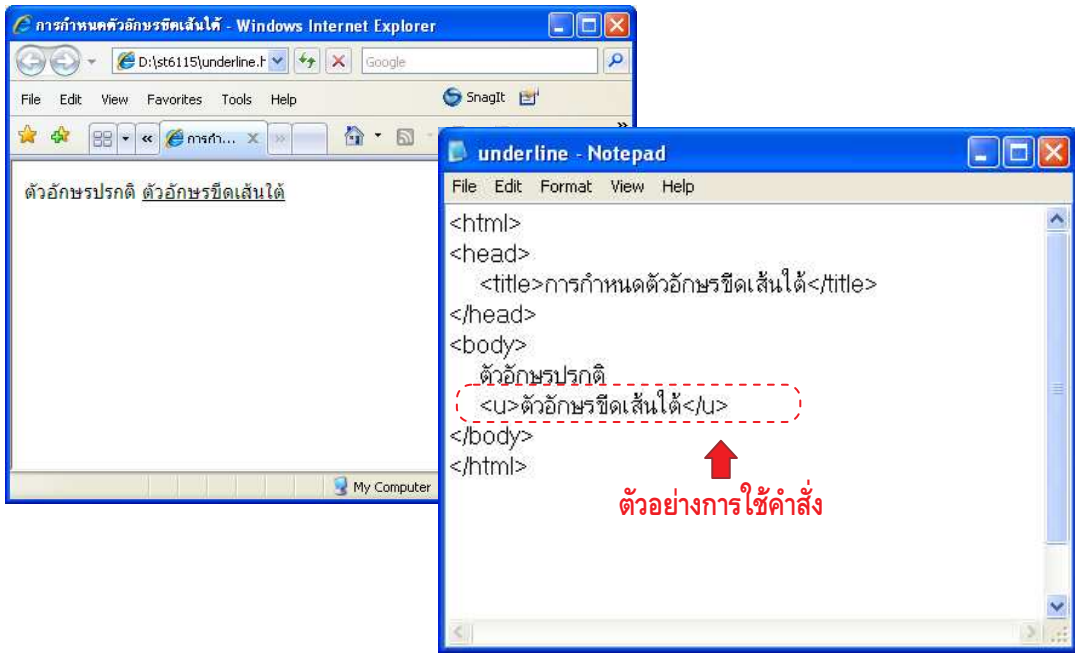 การกำหนดตัวอักษรขีดเส้นใต้ - Windows Internet Explorer
D:\st6115\underline.h
Google
File Edit View Favorites Tools Help
SnagIt
การกำ...
ตัวอักษรปรกติ ตัวอักษรขีดเส้นใต้
My Computer
underline - Notepad
File Edit Format View Help
<html>
<head>
<title>การกำหนดตัวอักษรขีดเส้นใต้</title>
</head>
<body>
ตัวอักษรปรกติ
<u>ตัวอักษรขีดเส้นใต้</u>
</body>
</html>
ตัวอย่างการใช้คำสั่ง